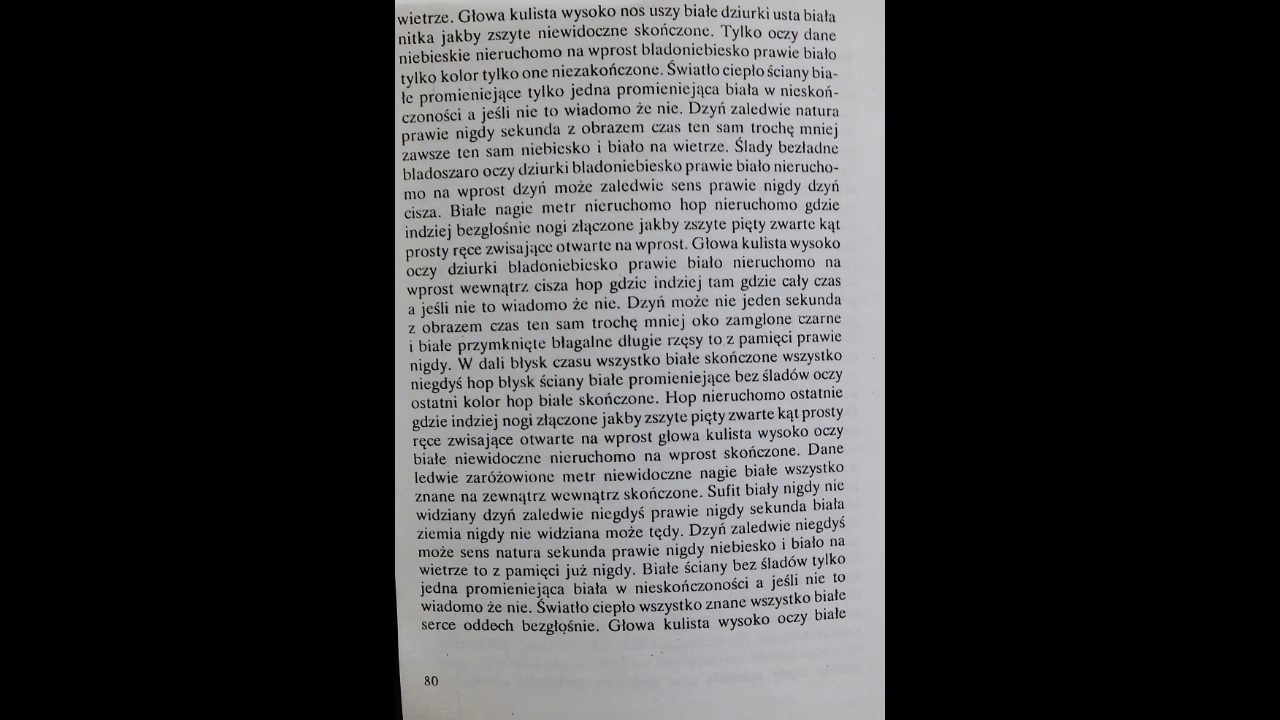 wietrze. Głowa kulista wysoko nos uszy białe dziurki usta biała
nitka jakby zszyte niewidoczne skończone. Tylko oczy dane
niebieskie nieruchomo na wprost bladoniebiesko prawie biało
tylko kolor tylko one niezakończone. Światło ciepło ściany bia-
łe promieniejące tylko jedna promieniejąca biała w nieskoń-
czoności a jeśli nie to wiadomo że nie. Dzyń zaledwie natura
prawie nigdy sekunda z obrazem czas ten sam trochę mniej
zawsze ten sam niebiesko i biało na wietrze. Ślady bezładne
bladoszaro oczy dziurki bladoniebiesko prawie biało nierucho-
mo na wprost dzyń może zaledwie sens prawie nigdy dzyń
cisza. Białe nagie metr nieruchomo hop nieruchomo gdzie
indziej bezgłośnie nogi złączone jakby zszyte pięty zwarte kąt
prosty ręce zwisające otwarte na wprost. Głowa kulista wysoko
oczy dziurki bladoniebiesko prawie biało nieruchomo na
wprost wewnątrz cisza hop gdzie indziej tam gdzie cały czas
a jeśli nie to wiadomo że nie. Dzyń może nie jeden sekunda
z obrazem czas ten sam trochę mniej oko zamglone czarne
i białe przymknięte błagalne długie rzęsy to z pamięci prawie
nigdy. W dali błysk czasu wszystko białe skończone wszystko
niegdyś hop błysk ściany białe promieniejące bez śladów oczy
ostatni kolor hop białe skończone. Hop nieruchomo ostatnie
gdzie indziej nogi złączone jakby zszyte pięty zwarte kąt prosty
ręce zwisające otwarte na wprost głowa kulista wysoko oczy
białe niewidoczne nieruchomo na wprost skończone. Dane
ledwie zaróżowione metr niewidoczne nagie białe wszystko
znane na zewnątrz wewnątrz skończone. Sufit biały nigdy nie
widziany dzyń zaledwie niegdyś prawie nigdy sekunda biała
ziemia nigdy nie widziana może tędy. Dzyń zaledwie niegdyś
może sens natura sekunda prawie nigdy niebiesko i biało na
wietrze to z pamięci już nigdy. Białe ściany bez śladów tylko
jedna promieniejąca biała w nieskończoności a jeśli nie to
wiadomo że nie. Światło ciepło wszystko znane wszystko białe
serce oddech bezgłośnie. Głowa kulista wysoko oczy białe
80